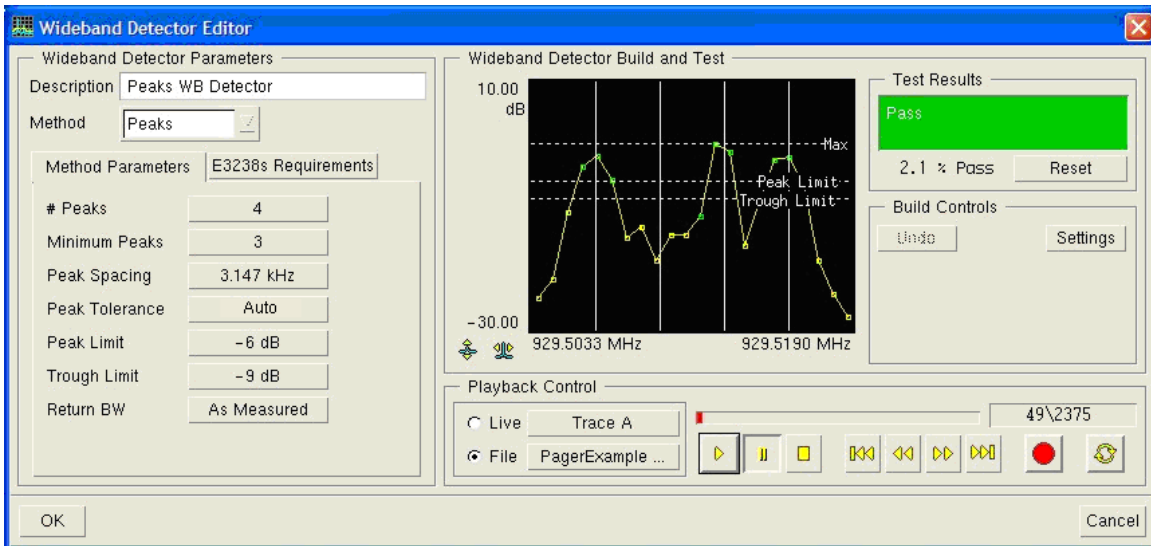 Wideband Detector Editor
Wideband Detector Parameters
Description Peaks WB Detector
Method Peaks
Method Parameters E3238s Requirements
# Peaks 4
Minimum Peaks 3
Peak Spacing 3.147 kHz
Peak Tolerance Auto
Peak Limit -6 dB
Trough Limit -9 dB
Return BW As Measured
Wideband Detector Build and Test
10.00
dB
Max
Peak Limit
Trough Limit
-30.00
929.5033 MHz 929.5190 MHz
Test Results
Pass
2.1 % Pass Reset
Build Controls
Undo Settings
Playback Control
Live Trace A
File PagerExample ...
49\2375
OK Cancel